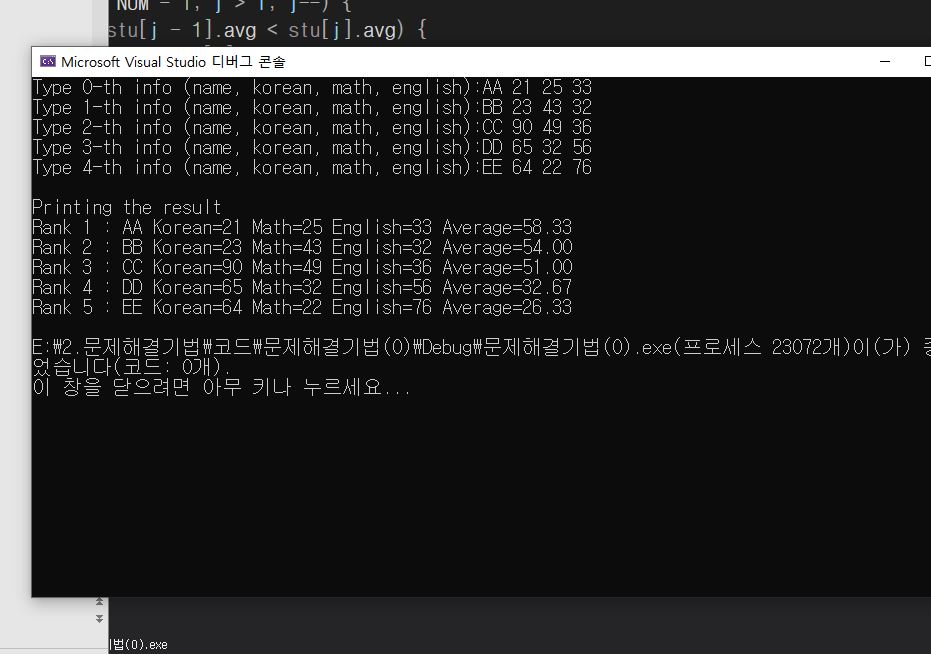 NUM - 1; j > i; j--) {
stu[j - 1].avg < stu[j].avg) {
Microsoft Visual Studio 디버그 콘솔
Type 0-th info (name, korean, math, english):AA 21 25 33
Type 1-th info (name, korean, math, english):BB 23 43 32
Type 2-th info (name, korean, math, english):CC 90 49 36
Type 3-th info (name, korean, math, english):DD 65 32 56
Type 4-th info (name, korean, math, english):EE 64 22 76
Printing the result
Rank 1 : AA Korean=21 Math=25 English=33 Average=58.33
Rank 2 : BB Korean=23 Math=43 English=32 Average=54.00
Rank 3 : CC Korean=90 Math=49 English=36 Average=51.00
Rank 4 : DD Korean=65 Math=32 English=56 Average=32.67
Rank 5 : EE Korean=64 Math=22 English=76 Average=26.33
E:₩2.문제해결기법₩코드₩문제해결기법(0)₩Debug₩문제해결기법(0).exe(프로세스 23072개)이(가)
었습니다(코드: 0개).
이 창을 닫으려면 아무 키나 누르세요...
법(0).exe